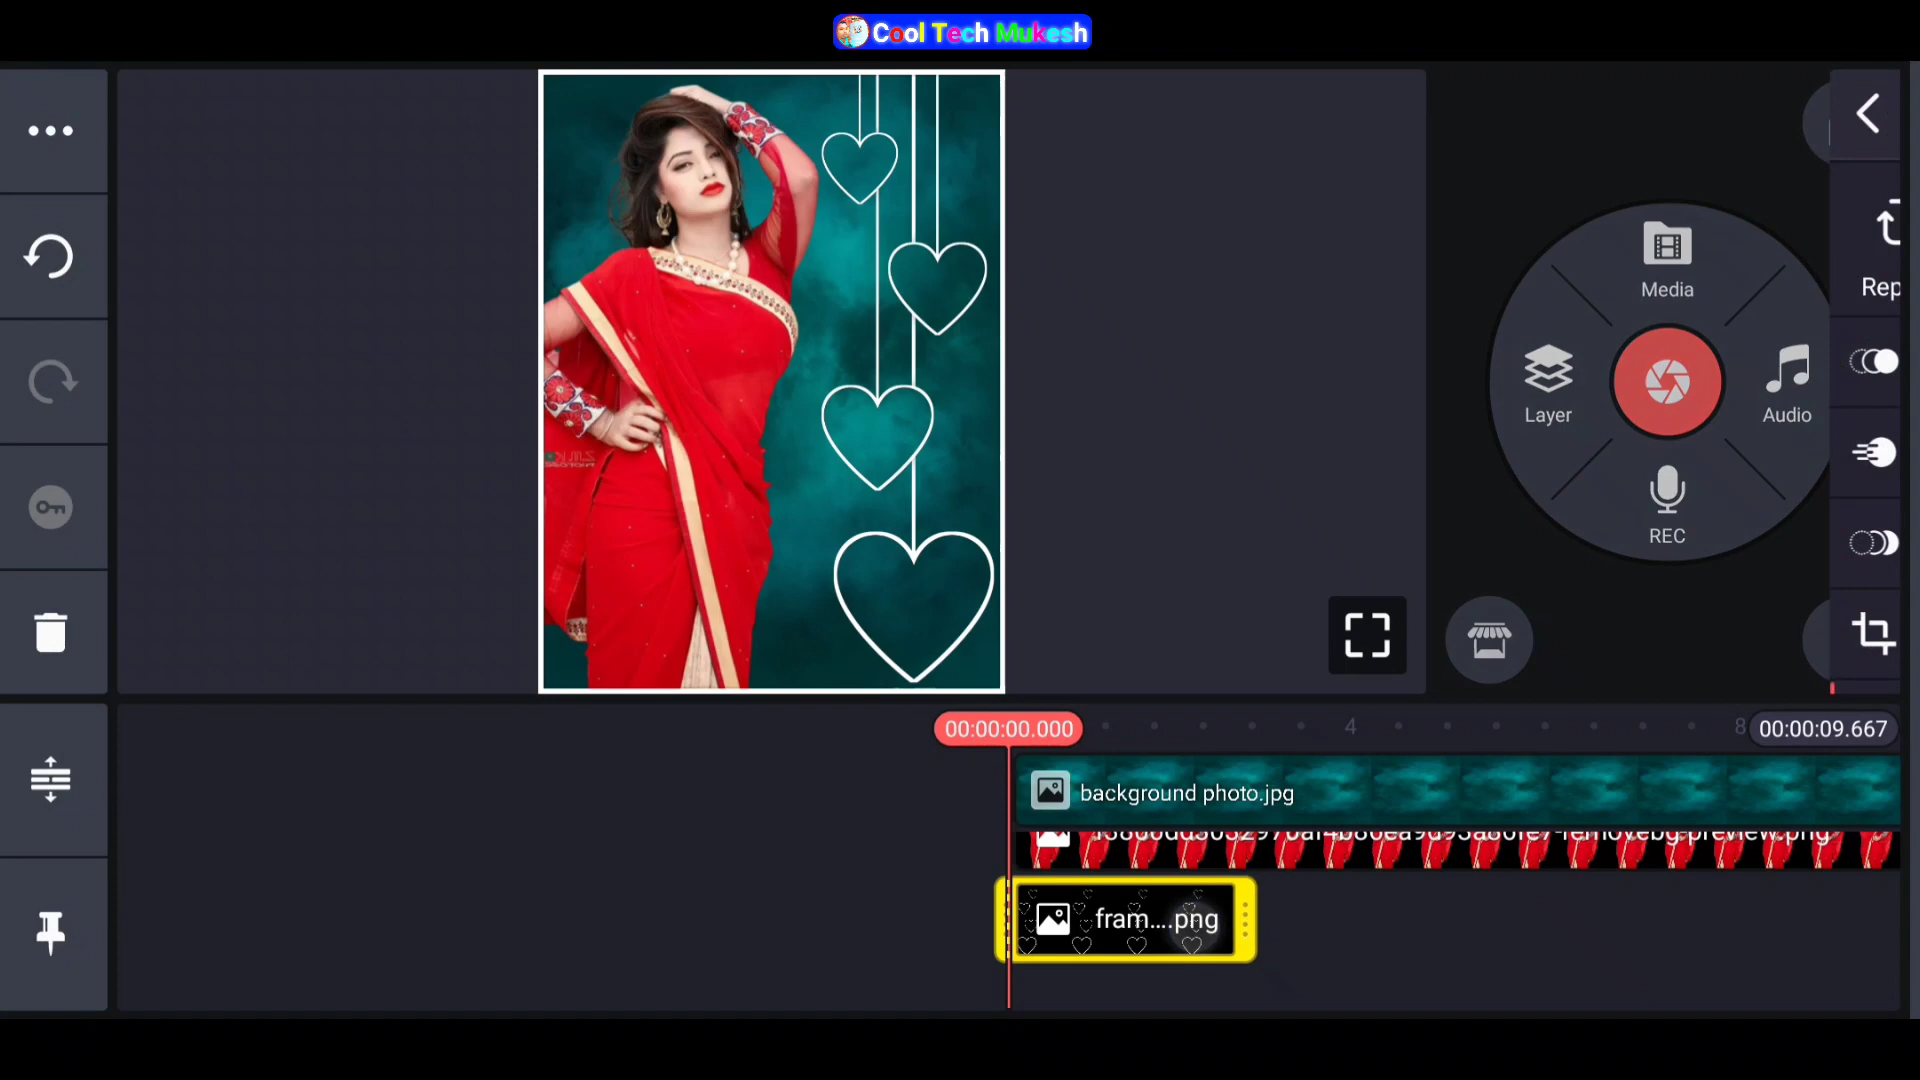 Cool Tech Mukesh
Media
Layer
Audio
REC
Rep
00:00:00.000
4
8
00:00:09.667
background photo.jpg
fram....png